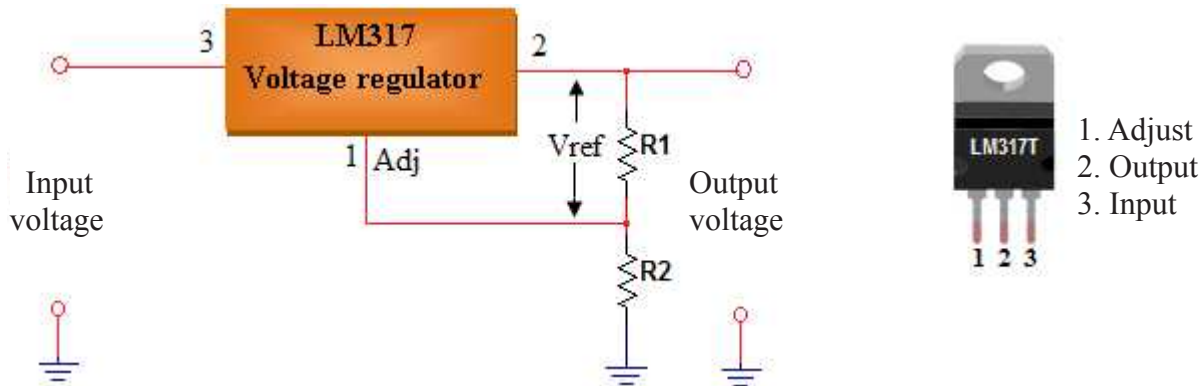 LM317
Voltage regulator
3
2
1
Adj
Vref
R1
R2
Input
voltage
Output
voltage
LM317T
1 2 3
1. Adjust
2. Output
3. Input